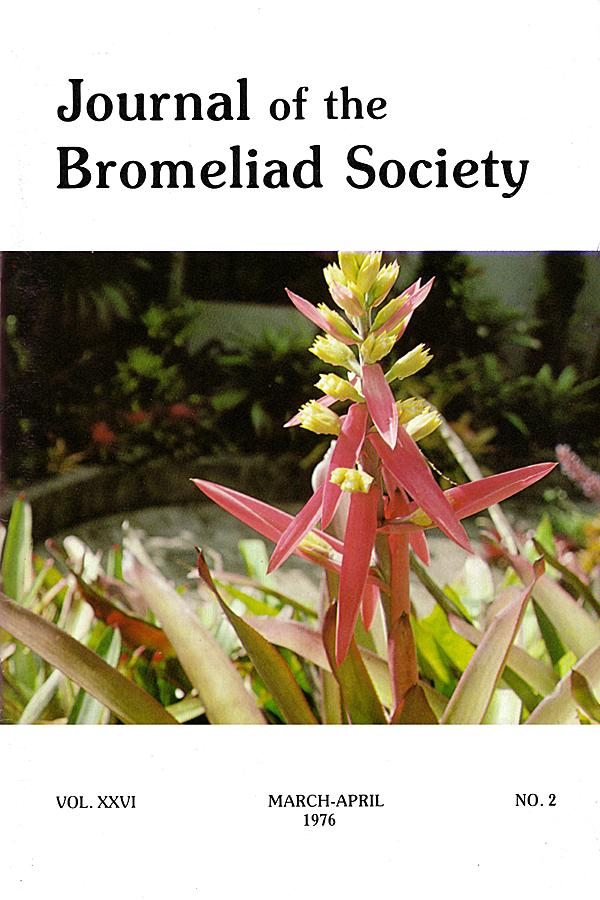 Journal of the
Bromeliad Society
VOL. XXVI
MARCH-APRIL
NO. 2
1976